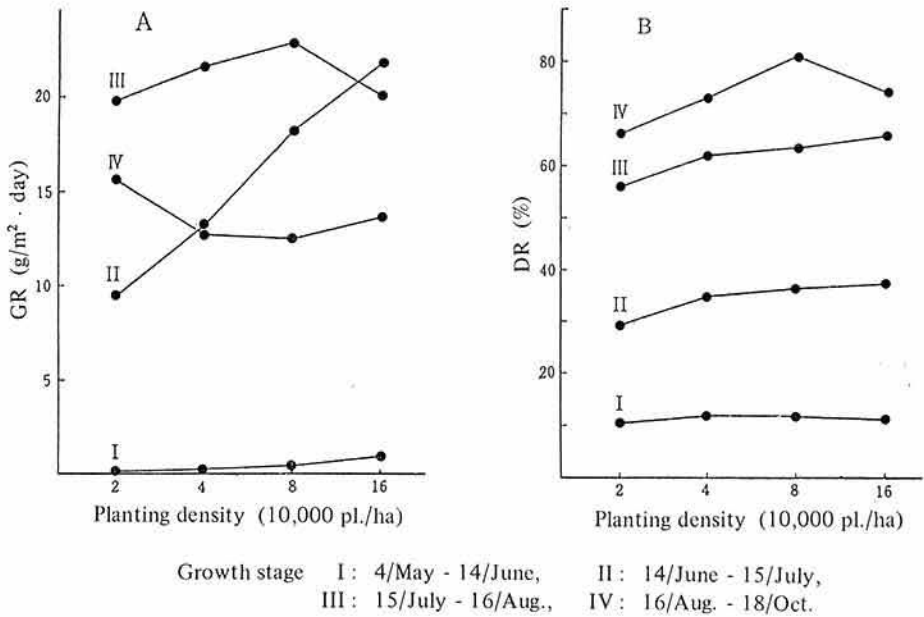 A
GR (g/m² · day)
20
15
10
5
III
IV
II
I
2 4 8 16
Planting density (10,000 pl./ha)
B
DR (%)
80
60
40
20
IV
III
II
I
2 4 8 16
Planting density (10,000 pl./ha)
Growth stage I : 4/May - 14/June, II : 14/June - 15/July,
III : 15/July - 16/Aug., IV : 16/Aug. - 18/Oct.